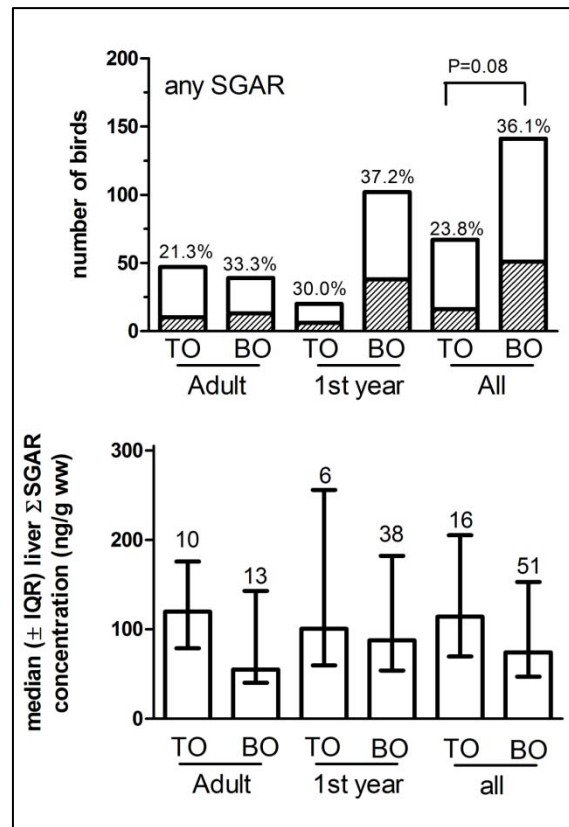 200
any SGAR
P=0.08
150
36.1%
37.2%
number of birds
100
23.8%
21.3%
33.3%
30.0%
50
0
TO BO TO BO TO BO
Adult 1st year All
median (± IQR) liver ΣSGAR
concentration (ng/g ww)
300
6
200
10
13
38
16
51
100
0
TO BO TO BO TO BO
Adult 1st year all